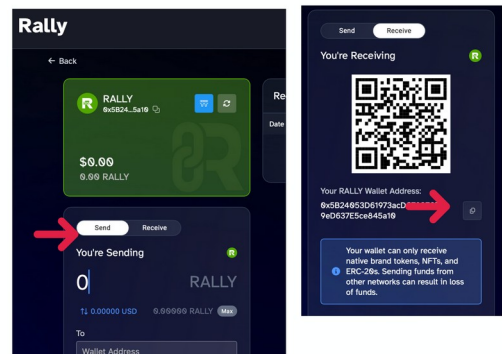 Rally
← Back
RALLY
0x5B24...5a10
$0.00
0.00 RALLY
Re
Date
Send Receive
You're Sending
0 RALLY
↑↓ 0.00000 USD 0.00000 RALLY Max
To
Wallet Address
Send Receive
You're Receiving
Your RALLY Wallet Address:
0x5B24053D61973acD
9eD637E5ce845a10
Your wallet can only receive
native brand tokens, NFTs, and
ERC-20s. Sending funds from
other networks can result in loss
of funds.